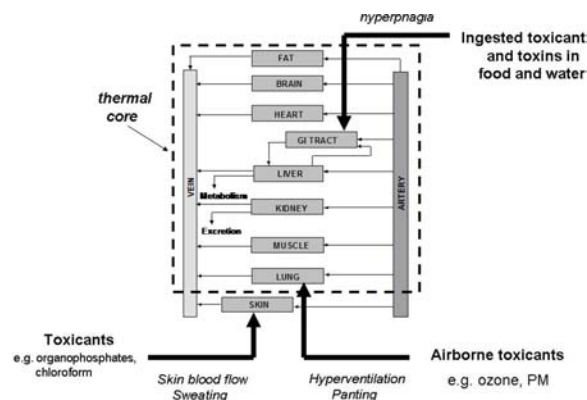 hyperphagia
Ingested toxicants
and toxins in
food and water
thermal
core
FAT
BRAIN
HEART
GI TRACT
LIVER
Metabolism
KIDNEY
Excretion
MUSCLE
LUNG
SKIN
VEIN
ARTERY
Toxicants
e.g. organophosphates,
chloroform
Skin blood flow
Sweating
Hyperventilation
Panting
Airborne toxicants
e.g. ozone, PM